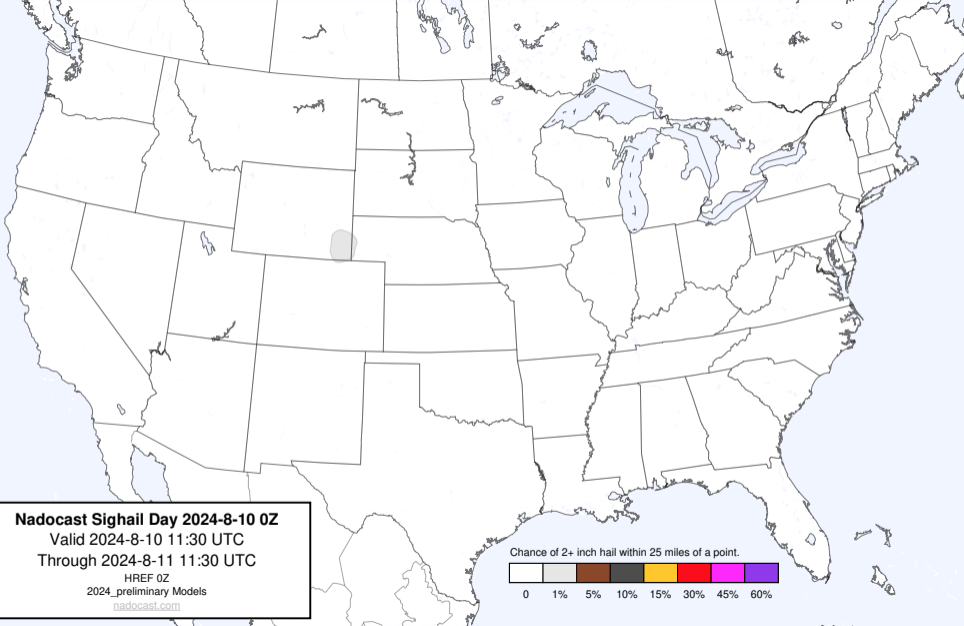 Nadocast Sighail Day 2024-8-10 0Z
Valid 2024-8-10 11:30 UTC
Through 2024-8-11 11:30 UTC
HREF 0Z
2024_preliminary Models
nadocast.com
Chance of 2+ inch hail within 25 miles of a point.
0 1% 5% 10% 15% 30% 45% 60%